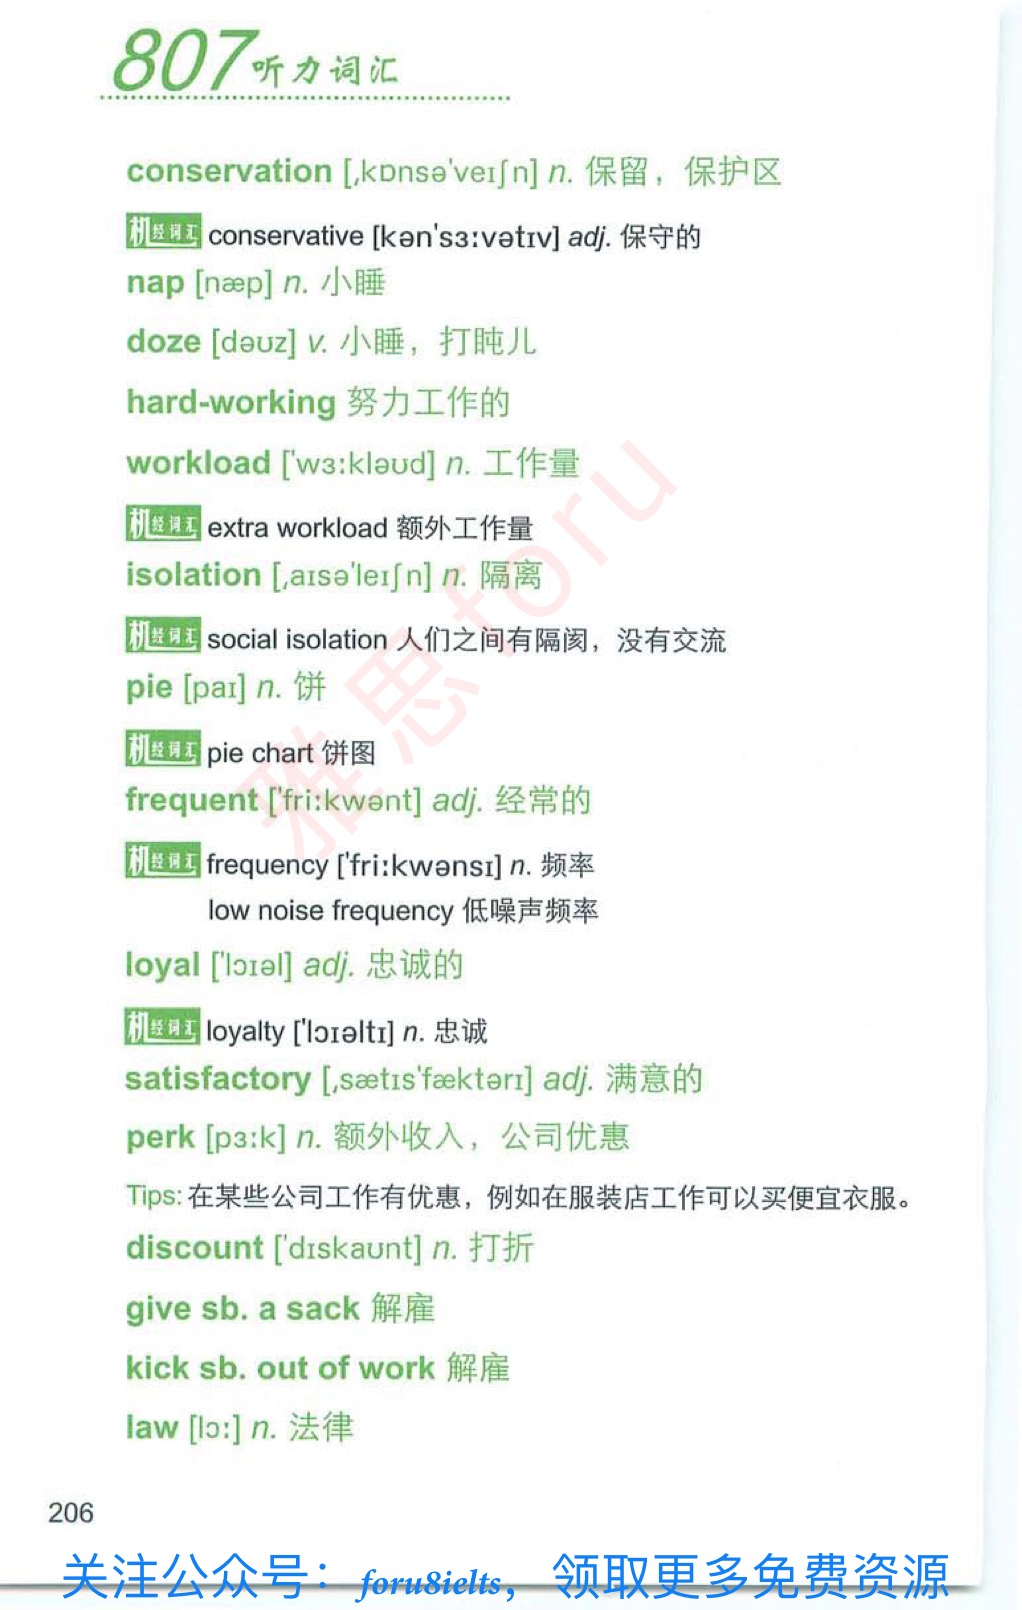 807听力词汇
conservation [ˌkɒnsəˈveɪʃn] n. 保留，保护区
机经词汇 conservative [kənˈsɜːvətɪv] adj. 保守的
nap [næp] n. 小睡
doze [dəʊz] v. 小睡，打盹儿
hard-working 努力工作的
workload [ˈwɜːkləʊd] n. 工作量
机经词汇 extra workload 额外工作量
isolation [ˌaɪsəˈleɪʃn] n. 隔离
机经词汇 social isolation 人们之间有隔阂，没有交流
pie [paɪ] n. 饼
机经词汇 pie chart 饼图
frequent [ˈfriːkwənt] adj. 经常的
机经词汇 frequency [ˈfriːkwənsɪ] n. 频率
low noise frequency 低噪声频率
loyal [ˈlɔɪəl] adj. 忠诚的
机经词汇 loyalty [ˈlɔɪəltɪ] n. 忠诚
satisfactory [ˌsætɪsˈfæktərɪ] adj. 满意的
perk [pɜːk] n. 额外收入，公司优惠
Tips: 在某些公司工作有优惠，例如在服装店工作可以买便宜衣服。
discount [ˈdɪskaʊnt] n. 打折
give sb. a sack 解雇
kick sb. out of work 解雇
law [lɔː] n. 法律
206
关注公众号：foru8ielts，领取更多免费资源
雅思foru